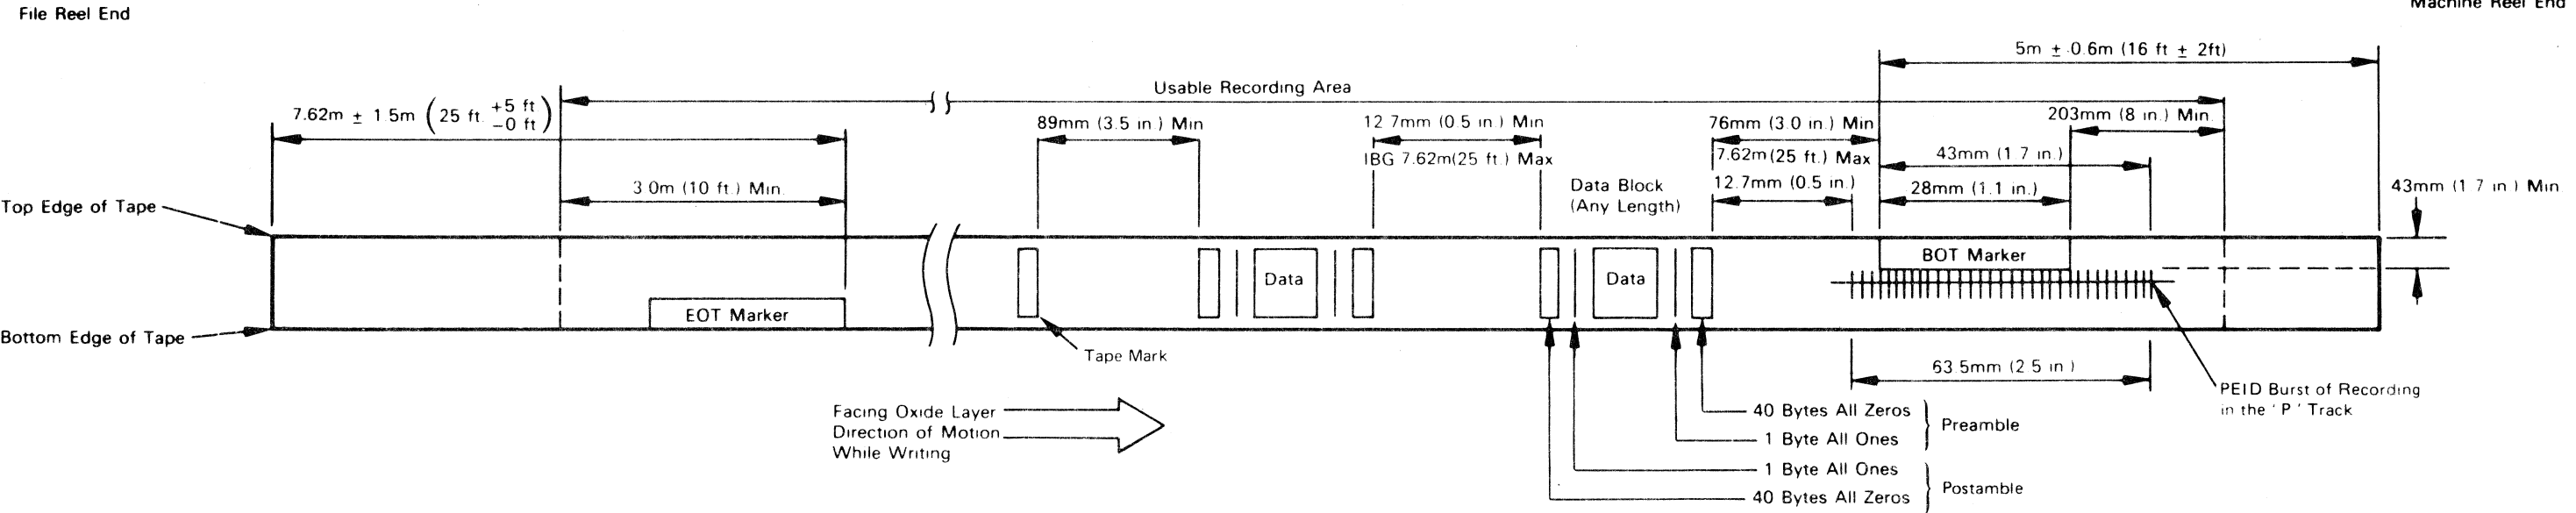 File Reel End
Machine Reel End
5m ± 0.6m (16 ft ± 2ft)
Usable Recording Area
7.62m ± 1.5m (25 ft. +5 ft −0 ft)
89mm (3.5 in.) Min
12.7mm (0.5 in.) Min
IBG 7.62m(25 ft.) Max
76mm (3.0 in.) Min
7.62m(25 ft.) Max
203mm (8 in.) Min.
43mm (1.7 in.)
3.0m (10 ft.) Min.
Data Block
(Any Length)
12.7mm (0.5 in.)
28mm (1.1 in.)
43mm (1.7 in.) Min
Top Edge of Tape
BOT Marker
Data
Data
EOT Marker
Bottom Edge of Tape
Tape Mark
63.5mm (2.5 in.)
PEID Burst of Recording
in the 'P' Track
Facing Oxide Layer
Direction of Motion
While Writing
40 Bytes All Zeros
1 Byte All Ones
Preamble
1 Byte All Ones
40 Bytes All Zeros
Postamble